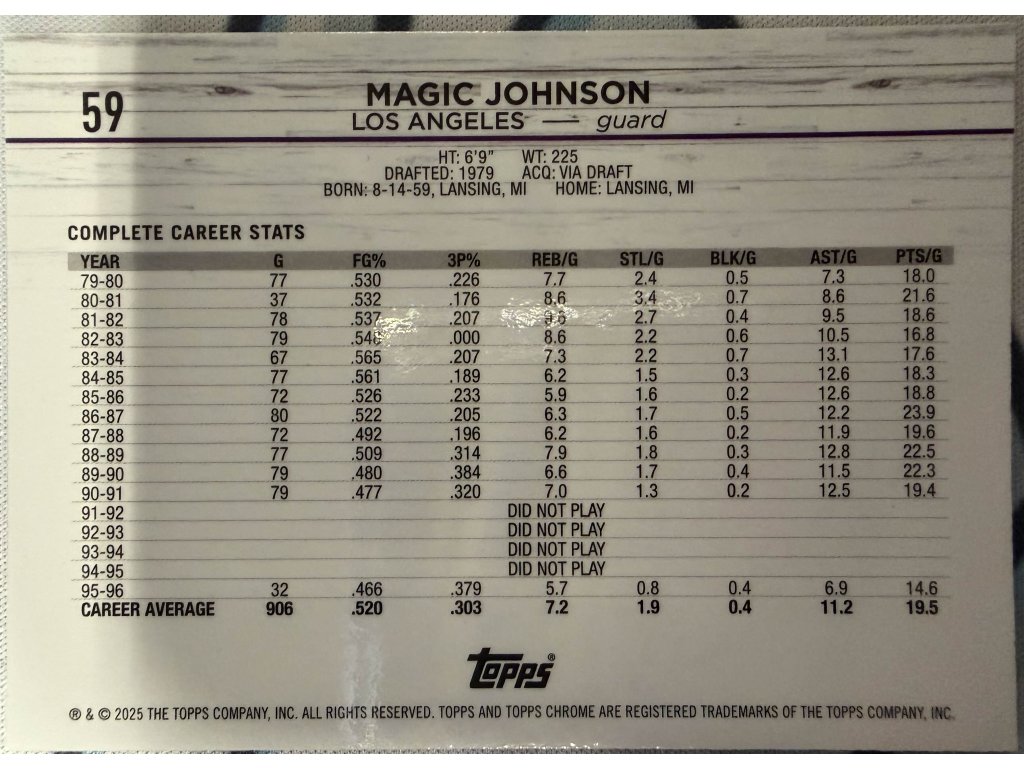 59
MAGIC JOHNSON
LOS ANGELES — guard
HT: 6'9" WT: 225
DRAFTED: 1979 ACQ: VIA DRAFT
BORN: 8-14-59, LANSING, MI HOME: LANSING, MI
COMPLETE CAREER STATS
YEAR G FG% 3P% REB/G STL/G BLK/G AST/G PTS/G
79-80 77 .530 .226 7.7 2.4 0.5 7.3 18.0
80-81 37 .532 .176 8.6 3.4 0.7 8.6 21.6
81-82 78 .537 .207 9.6 2.7 0.4 9.5 18.6
82-83 79 .548 .000 8.6 2.2 0.6 10.5 16.8
83-84 67 .565 .207 7.3 2.2 0.7 13.1 17.6
84-85 77 .561 .189 6.2 1.5 0.3 12.6 18.3
85-86 72 .526 .233 5.9 1.6 0.2 12.6 18.8
86-87 80 .522 .205 6.3 1.7 0.5 12.2 23.9
87-88 72 .492 .196 6.2 1.6 0.2 11.9 19.6
88-89 77 .509 .314 7.9 1.8 0.3 12.8 22.5
89-90 79 .480 .384 6.6 1.7 0.4 11.5 22.3
90-91 79 .477 .320 7.0 1.3 0.2 12.5 19.4
91-92 DID NOT PLAY
92-93 DID NOT PLAY
93-94 DID NOT PLAY
94-95 DID NOT PLAY
95-96 32 .466 .379 5.7 0.8 0.4 6.9 14.6
CAREER AVERAGE 906 .520 .303 7.2 1.9 0.4 11.2 19.5
Topps®
® & © 2025 THE TOPPS COMPANY, INC. ALL RIGHTS RESERVED. TOPPS AND TOPPS CHROME ARE REGISTERED TRADEMARKS OF THE TOPPS COMPANY, INC.